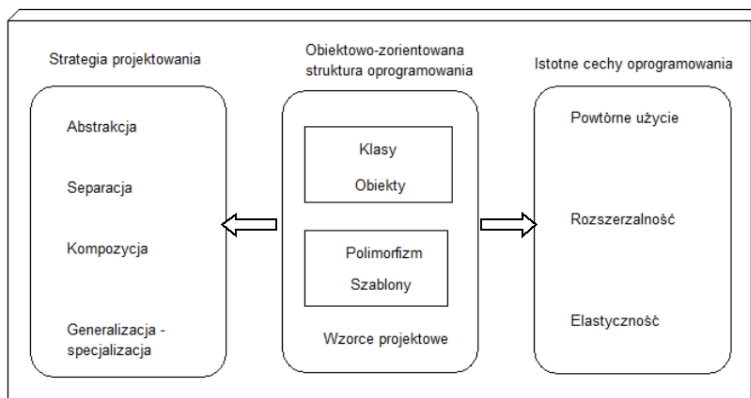 Strategia projektowania
Abstrakcja
Separacja
Kompozycja
Generalizacja -
specjalizacja
Obiektowo-zorientowana
struktura oprogramowania
Klasy
Obiekty
Polimorfizm
Szablony
Wzorce projektowe
Istotne cechy oprogramowania
Powtòrne użycie
Rozszerzalność
Elastyczność